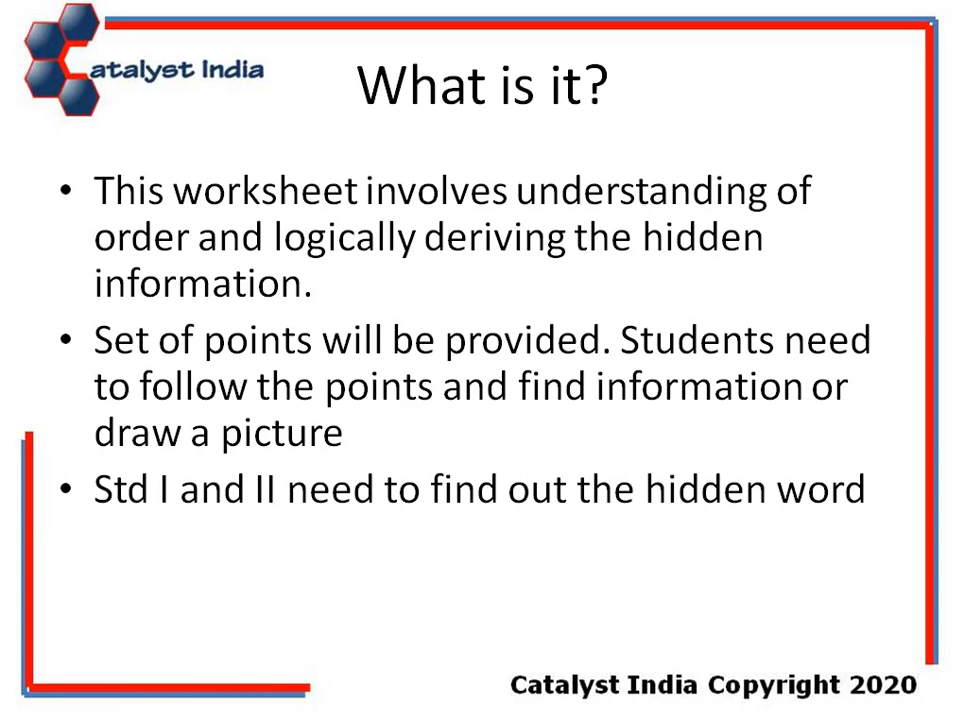 Catalyst India
What is it?
• This worksheet involves understanding of
order and logically deriving the hidden
information.
• Set of points will be provided. Students need
to follow the points and find information or
draw a picture
• Std I and II need to find out the hidden word
Catalyst India Copyright 2020